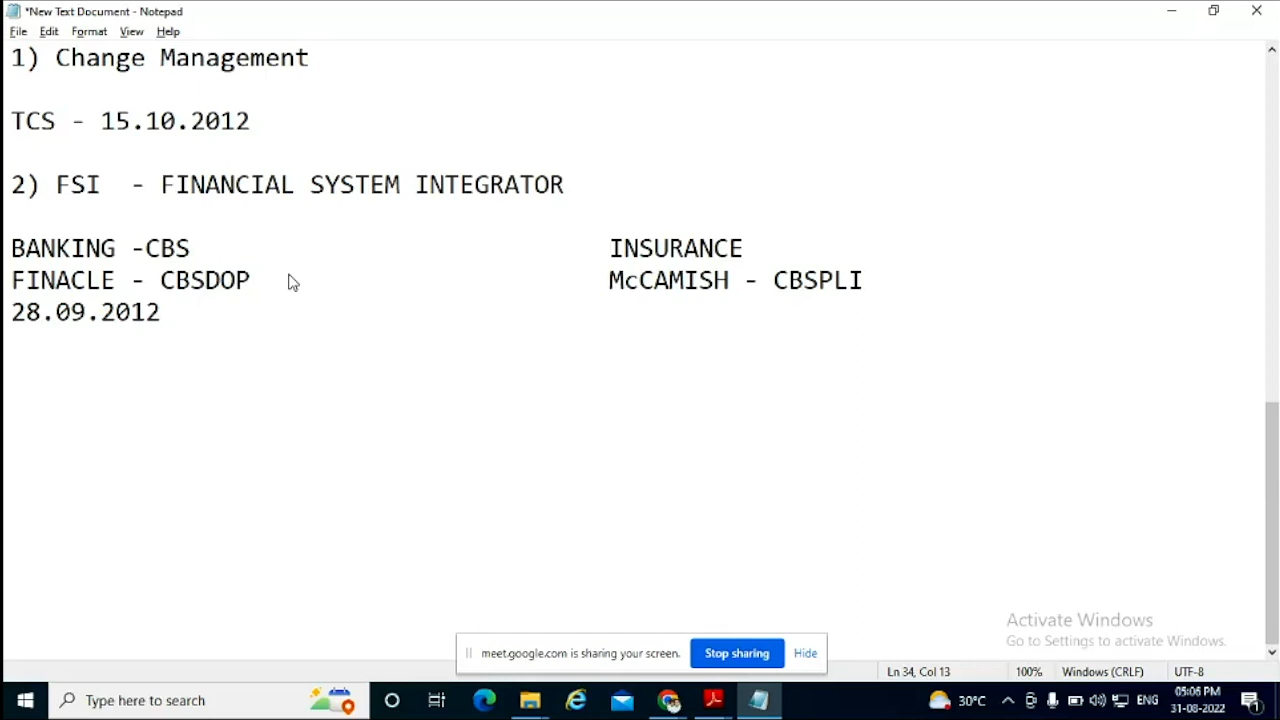 *New Text Document - Notepad
File Edit Format View Help
1) Change Management
TCS - 15.10.2012
2) FSI - FINANCIAL SYSTEM INTEGRATOR
BANKING -CBS INSURANCE
FINACLE - CBSDOP McCAMISH - CBSPLI
28.09.2012
Activate Windows
Go to Settings to activate Windows.
meet.google.com is sharing your screen. Stop sharing Hide
Ln 34, Col 13 100% Windows (CRLF) UTF-8
Type here to search 30°C ENG 05:06 PM
31-08-2022 1